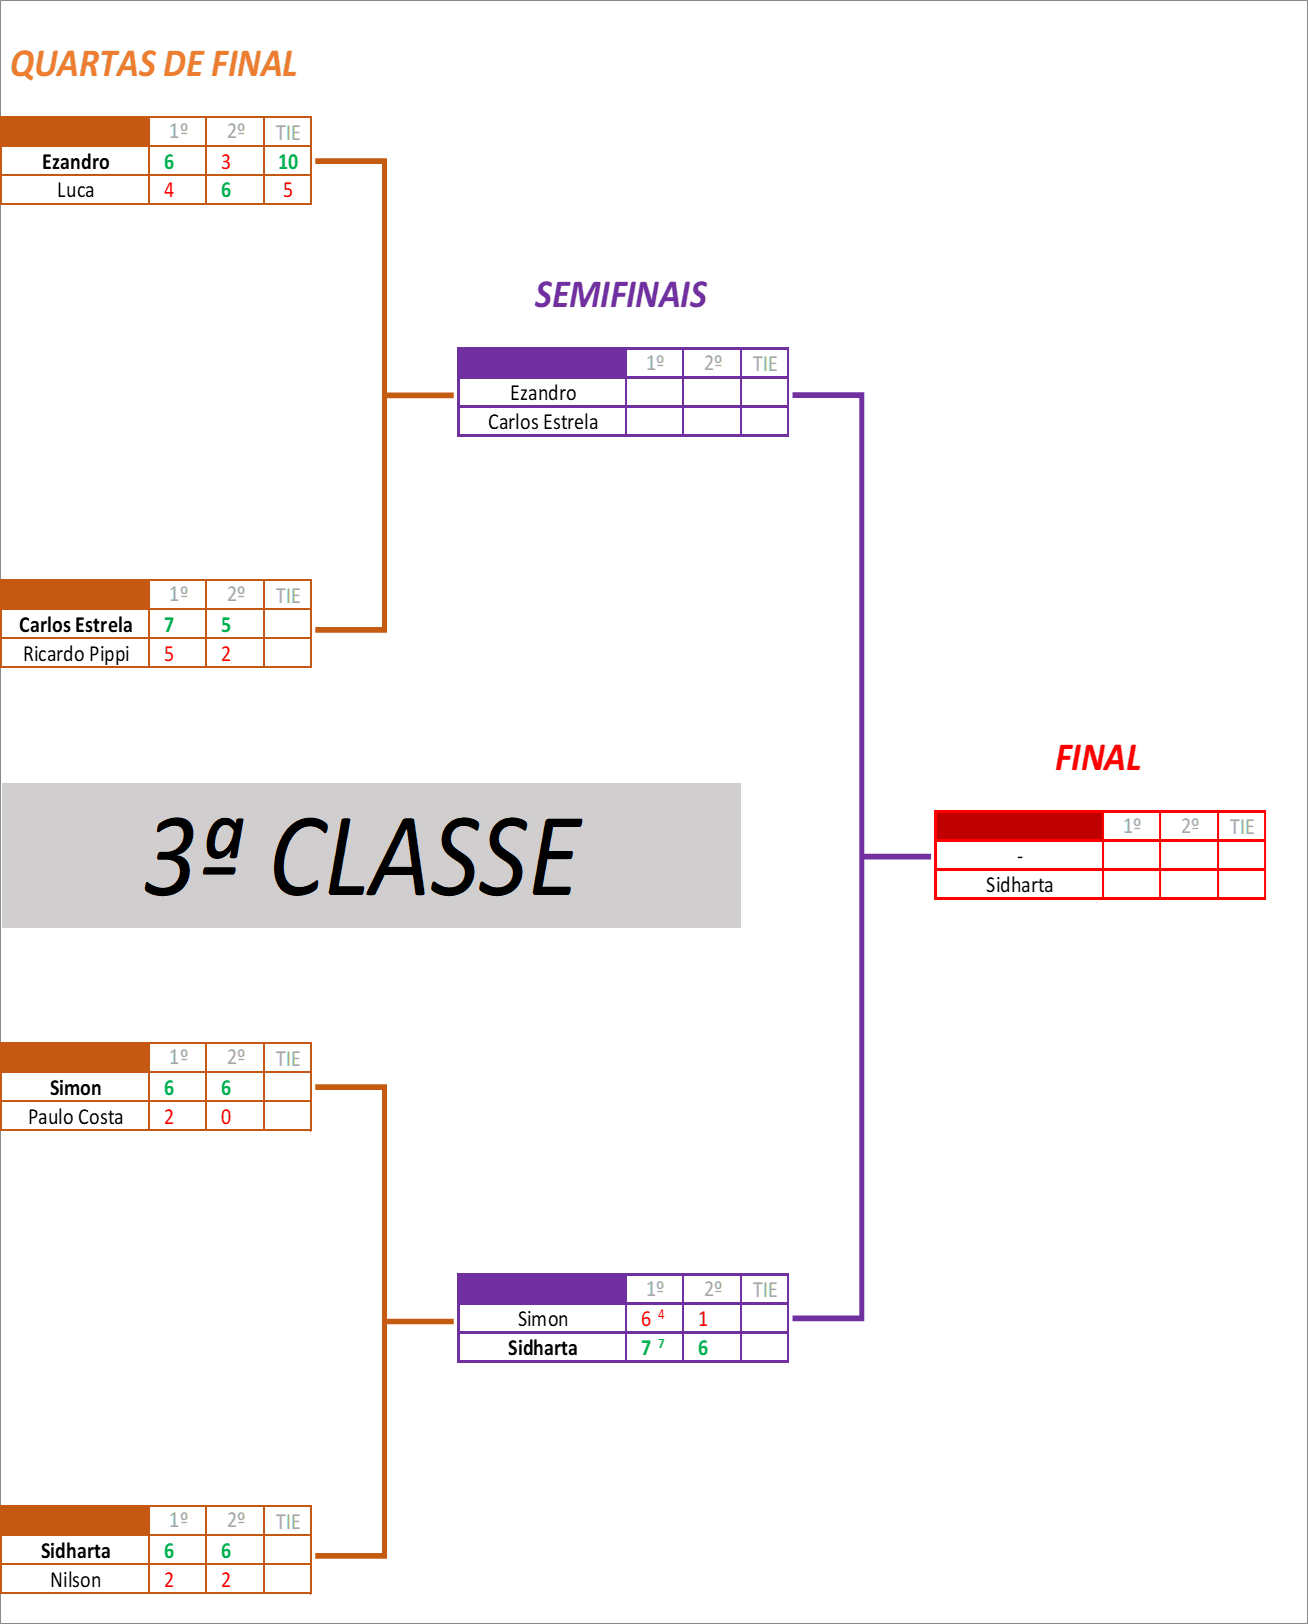 QUARTAS DE FINAL
1º 2º TIE
Ezandro 6 3 10
Luca 4 6 5
SEMIFINAIS
1º 2º TIE
Ezandro
Carlos Estrela
1º 2º TIE
Carlos Estrela 7 5
Ricardo Pippi 5 2
FINAL
1º 2º TIE
-
Sidharta
3ª CLASSE
1º 2º TIE
Simon 6 6
Paulo Costa 2 0
1º 2º TIE
Simon 6 4 1
Sidharta 7 7 6
1º 2º TIE
Sidharta 6 6
Nilson 2 2